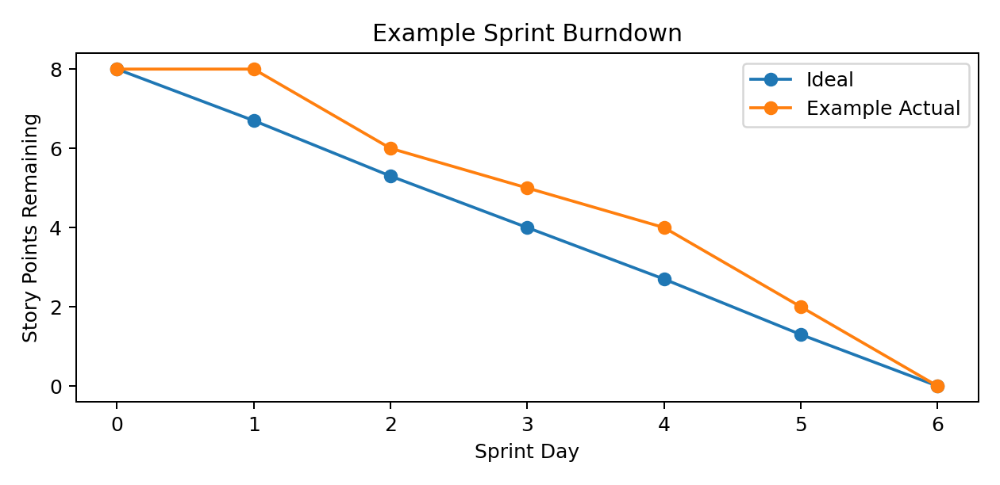 Example Sprint Burndown
Ideal
Example Actual
Story Points Remaining
8
6
4
2
0
0 1 2 3 4 5 6
Sprint Day